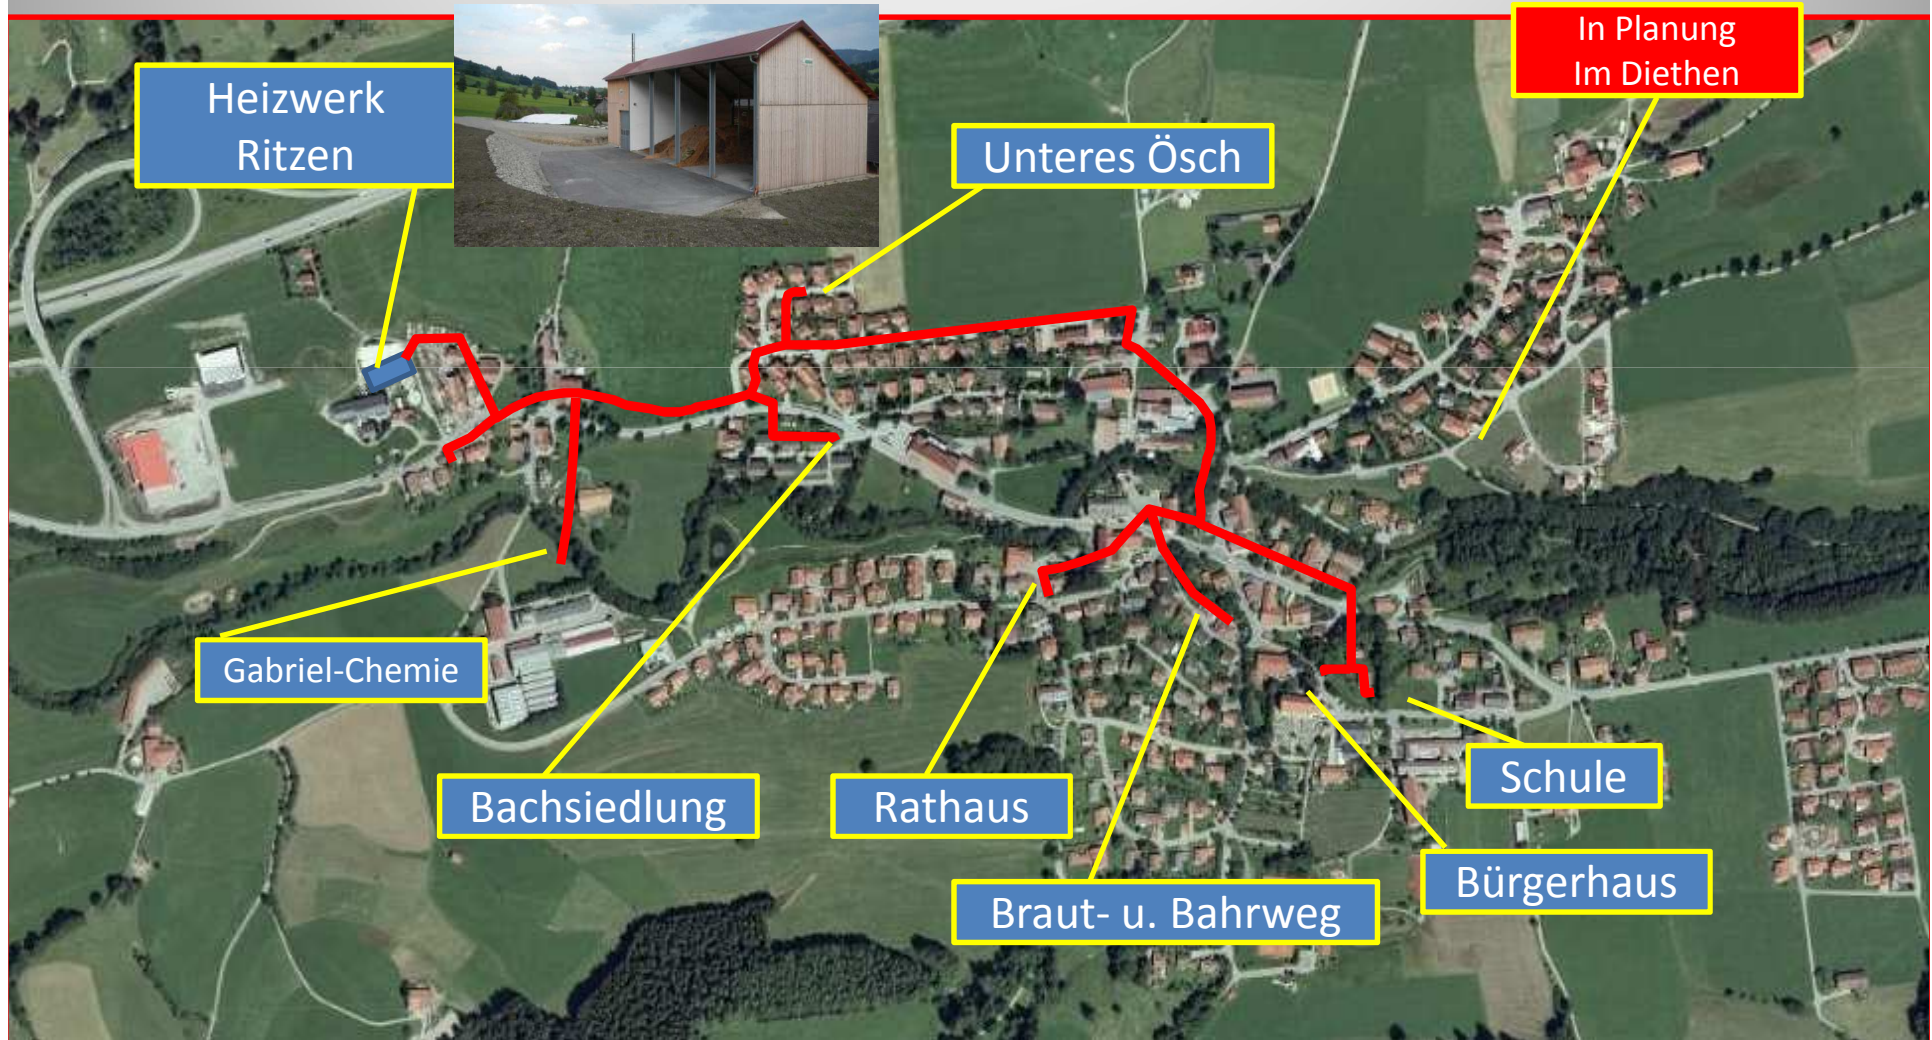 In Planung
Im Diethen
Heizwerk
Ritzen
Unteres Ösch
Gabriel-Chemie
Bachsiedlung
Rathaus
Schule
Bürgerhaus
Braut- u. Bahrweg